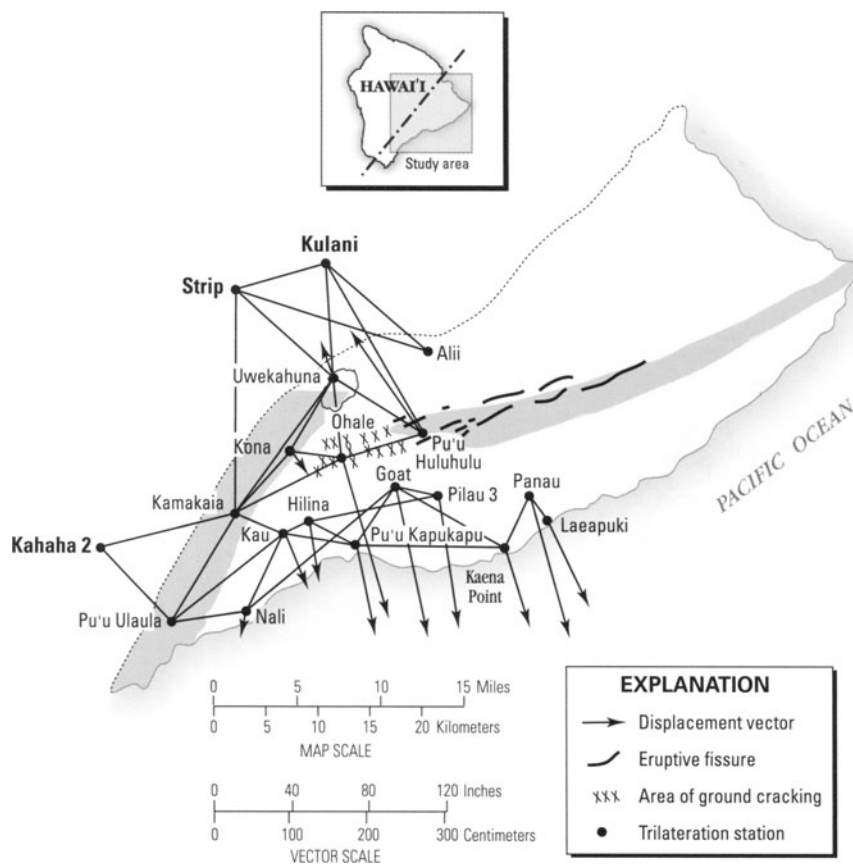 HAWAI'I
Study area
Kulani
Strip
Alii
Uwekahuna
Ohale
Kona
Pu'u
Huluhulu
Goat
Panau
Pilau 3
Kamakaia
Hilina
Laeapuki
Kau
Pu'u Kapukapu
Kahaha 2
Kaena
Point
Pu'u Ulaula
Nali
PACIFIC OCEAN
0 5 10 15 Miles
0 5 10 15 20 Kilometers
MAP SCALE
0 40 80 120 Inches
0 100 200 300 Centimeters
VECTOR SCALE
EXPLANATION
Displacement vector
Eruptive fissure
XXX Area of ground cracking
Trilateration station